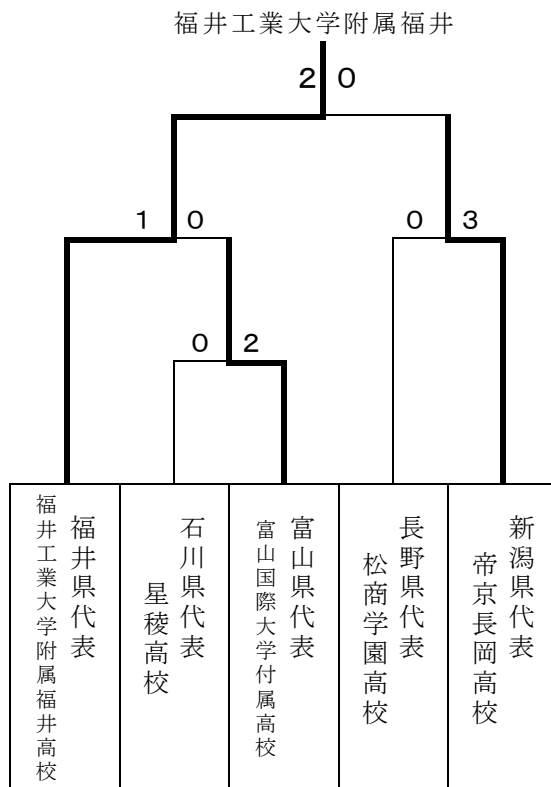 福井工業大学附属福井
2 0
1 0
0 3
0 2
福井県代表
福井工業大学附属福井高校
石川県代表
星稜高校
富山県代表
富山国際大学付属高校
長野県代表
松商学園高校
新潟県代表
帝京長岡高校